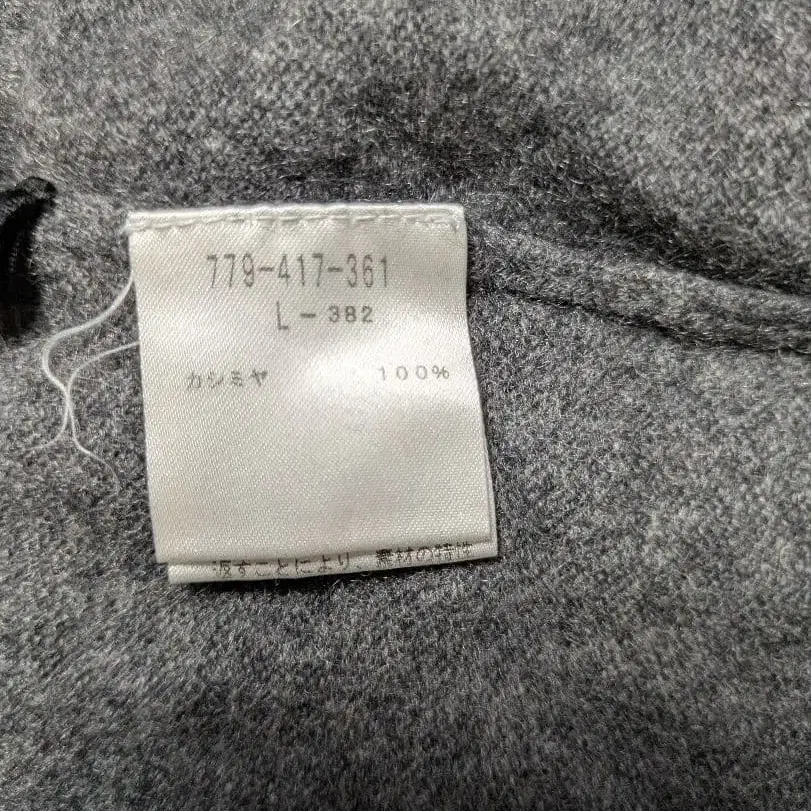 779-417-361
L-382
カシミヤ 100%
返すことにより、素材の特性